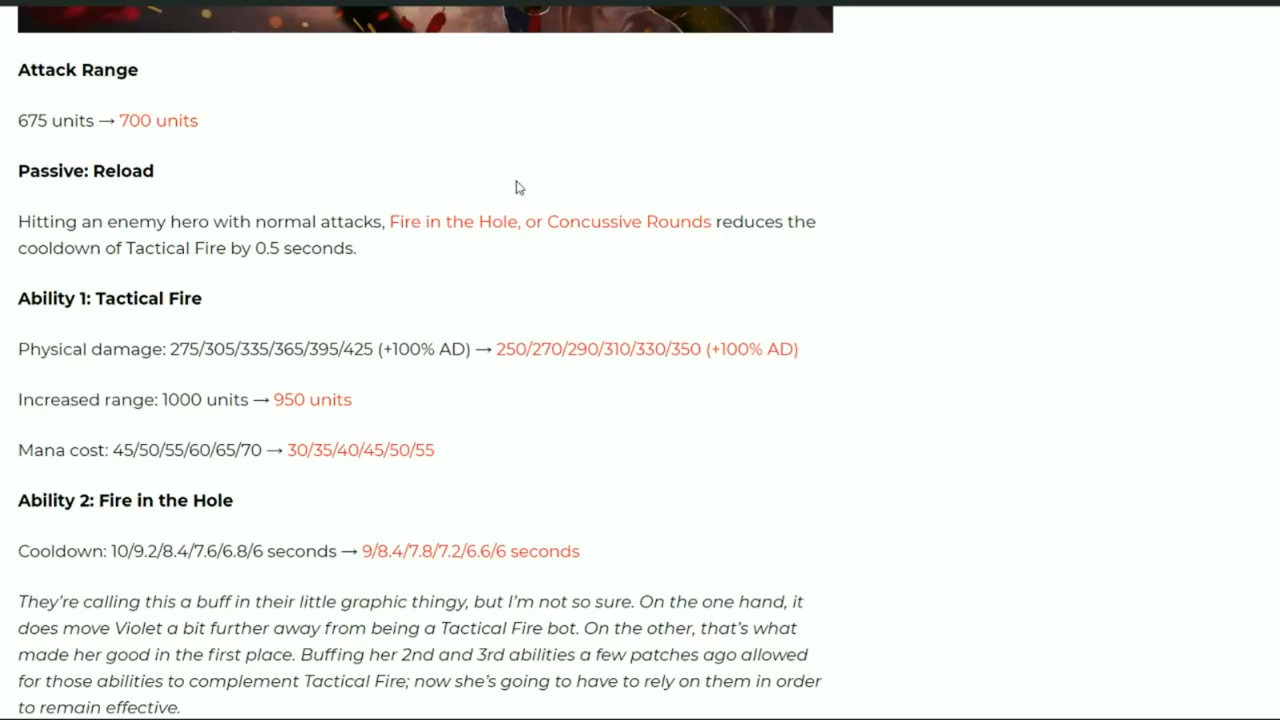 Attack Range
675 units → 700 units
Passive: Reload
Hitting an enemy hero with normal attacks, Fire in the Hole, or Concussive Rounds reduces the
cooldown of Tactical Fire by 0.5 seconds.
Ability 1: Tactical Fire
Physical damage: 275/305/335/365/395/425 (+100% AD) → 250/270/290/310/330/350 (+100% AD)
Increased range: 1000 units → 950 units
Mana cost: 45/50/55/60/65/70 → 30/35/40/45/50/55
Ability 2: Fire in the Hole
Cooldown: 10/9.2/8.4/7.6/6.8/6 seconds → 9/8.4/7.8/7.2/6.6/6 seconds
They're calling this a buff in their little graphic thingy, but I'm not so sure. On the one hand, it
does move Violet a bit further away from being a Tactical Fire bot. On the other, that's what
made her good in the first place. Buffing her 2nd and 3rd abilities a few patches ago allowed
for those abilities to complement Tactical Fire; now she's going to have to rely on them in order
to remain effective.